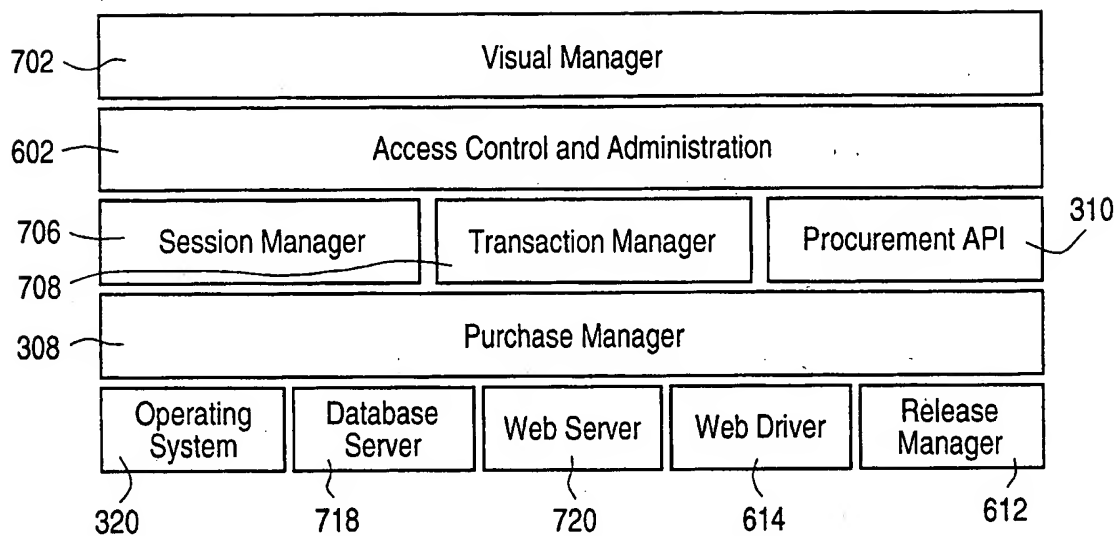 702
Visual Manager
602
Access Control and Administration
706
Session Manager
Transaction Manager
Procurement API
310
708
308
Purchase Manager
Operating
System
Database
Server
Web Server
Web Driver
Release
Manager
320
718
720
614
612